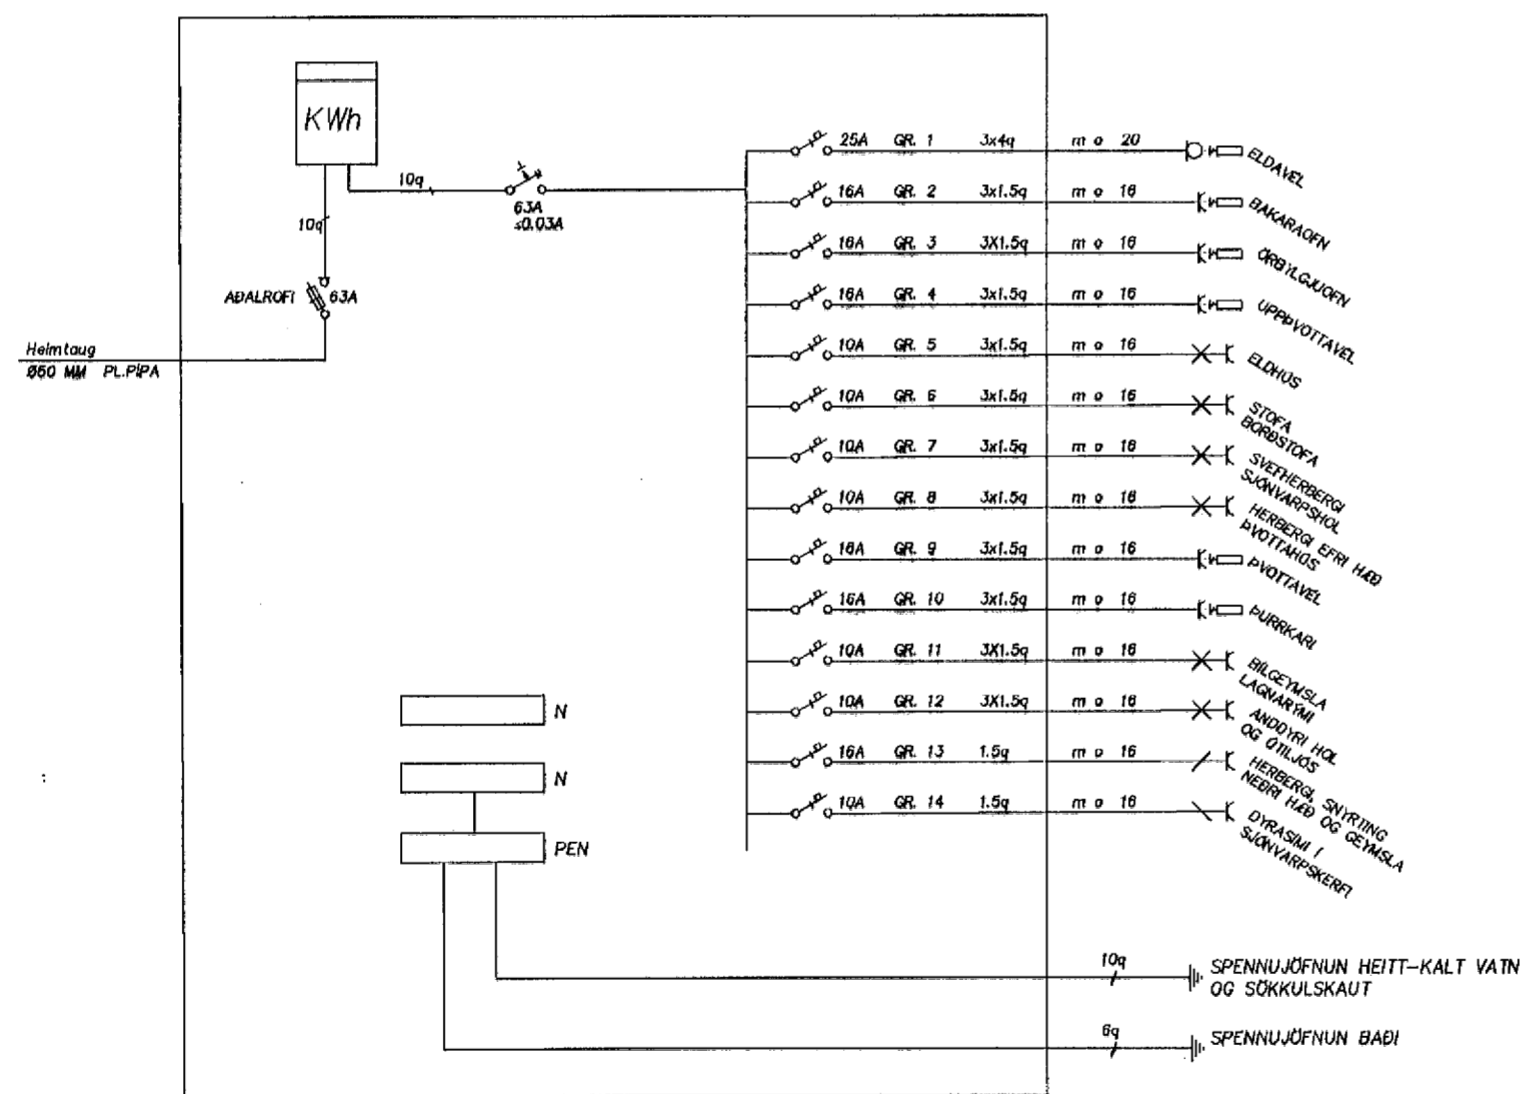 KWh
10q
63A
≤0.03A
10q
AÐALROFI 63A
Heimtaug
Ø50 MM PL.PÍPA
25A GR. 1 3x4q m o 20 ELDAVÉL
16A GR. 2 3x1.5q m o 16 BAKARAOFN
16A GR. 3 3X1.5q m o 16 ÖRBYLGJUOFN
16A GR. 4 3x1.5q m o 16 UPPÞVOTTAVÉL
10A GR. 5 3x1.5q m o 16 ELDHÚS
10A GR. 6 3x1.5q m o 16 STOFA
BORÐSTOFA
10A GR. 7 3x1.5q m o 16 SVEFHERBERGI
SJÓNVARPSHOL
10A GR. 8 3x1.5q m o 16 HERBERGI EFRI HÆÐ
ÞVOTTAHÚS
16A GR. 9 3x1.5q m o 16 ÞVOTTAVÉL
16A GR. 10 3x1.5q m o 16 ÞURRKARI
10A GR. 11 3X1.5q m o 16 BÍLGEYMSLA
LAGNARÝMI
10A GR. 12 3X1.5q m o 16 ANDDYRI HOL
OG ÚTILJÓS
16A GR. 13 1.5q m o 16 HERBERGI, SNYRTING
NEÐRI HÆÐ OG GEYMSLA
10A GR. 14 1.5q m o 16 DYRASÍMI /
SJÓNVARPSKERFI
N
N
PEN
10q SPENNUJÖFNUN HEITT-KALT VATN
OG SÖKKULSKAUT
6q SPENNUJÖFNUN BAÐI